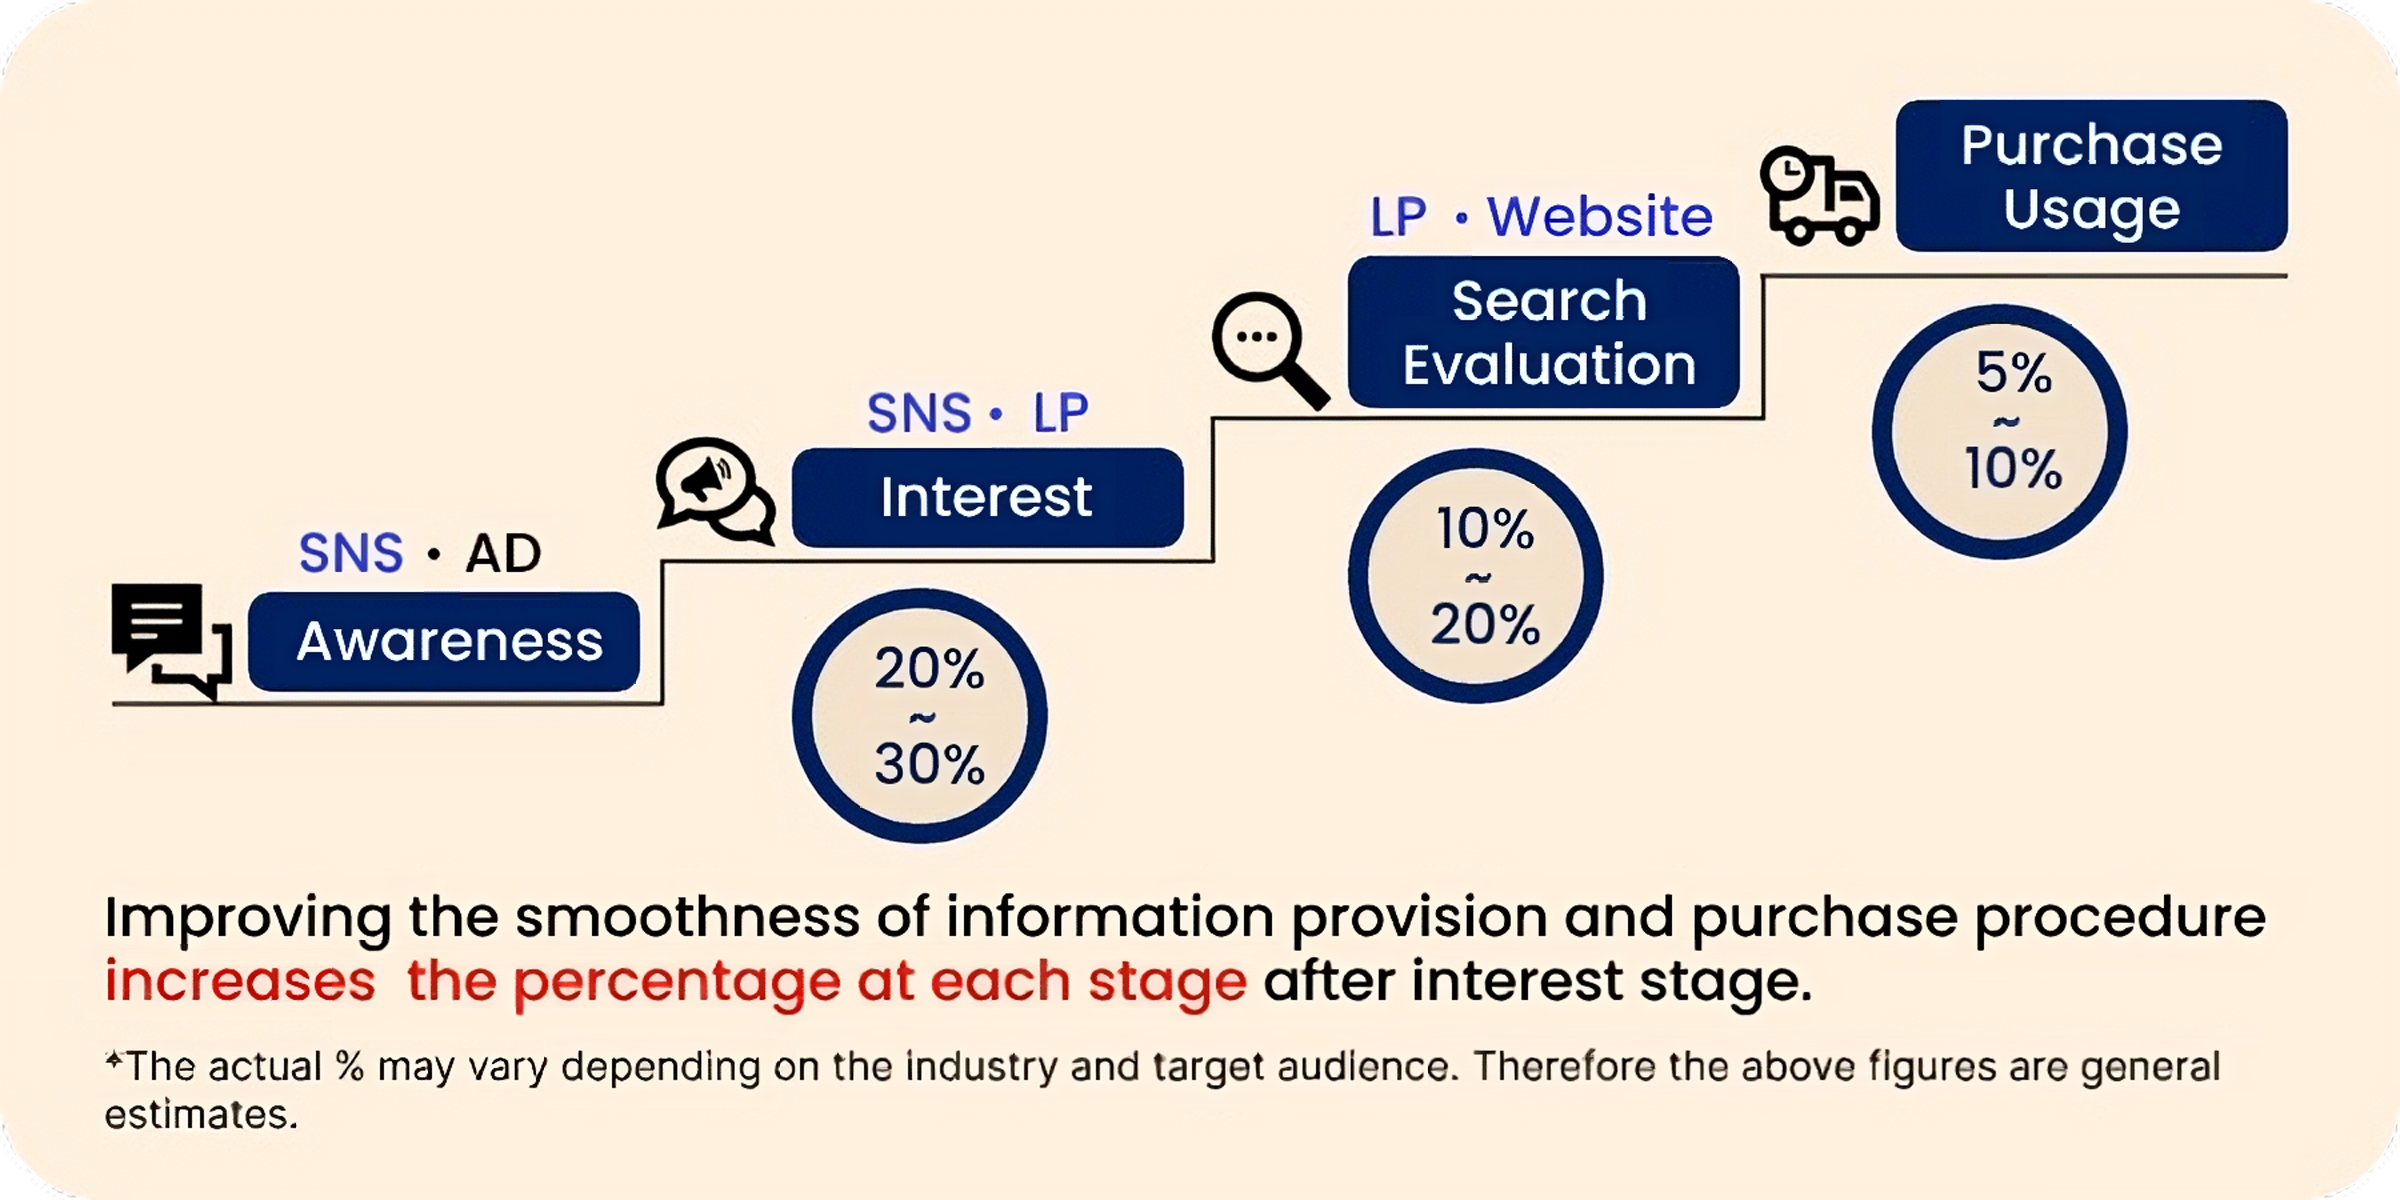 SNS • AD
Awareness
SNS • LP
Interest
20%
~
30%
LP • Website
Search
Evaluation
10%
~
20%
Purchase
Usage
5%
~
10%
Improving the smoothness of information provision and purchase procedure
increases the percentage at each stage after interest stage.
*The actual % may vary depending on the industry and target audience. Therefore the above figures are general
estimates.